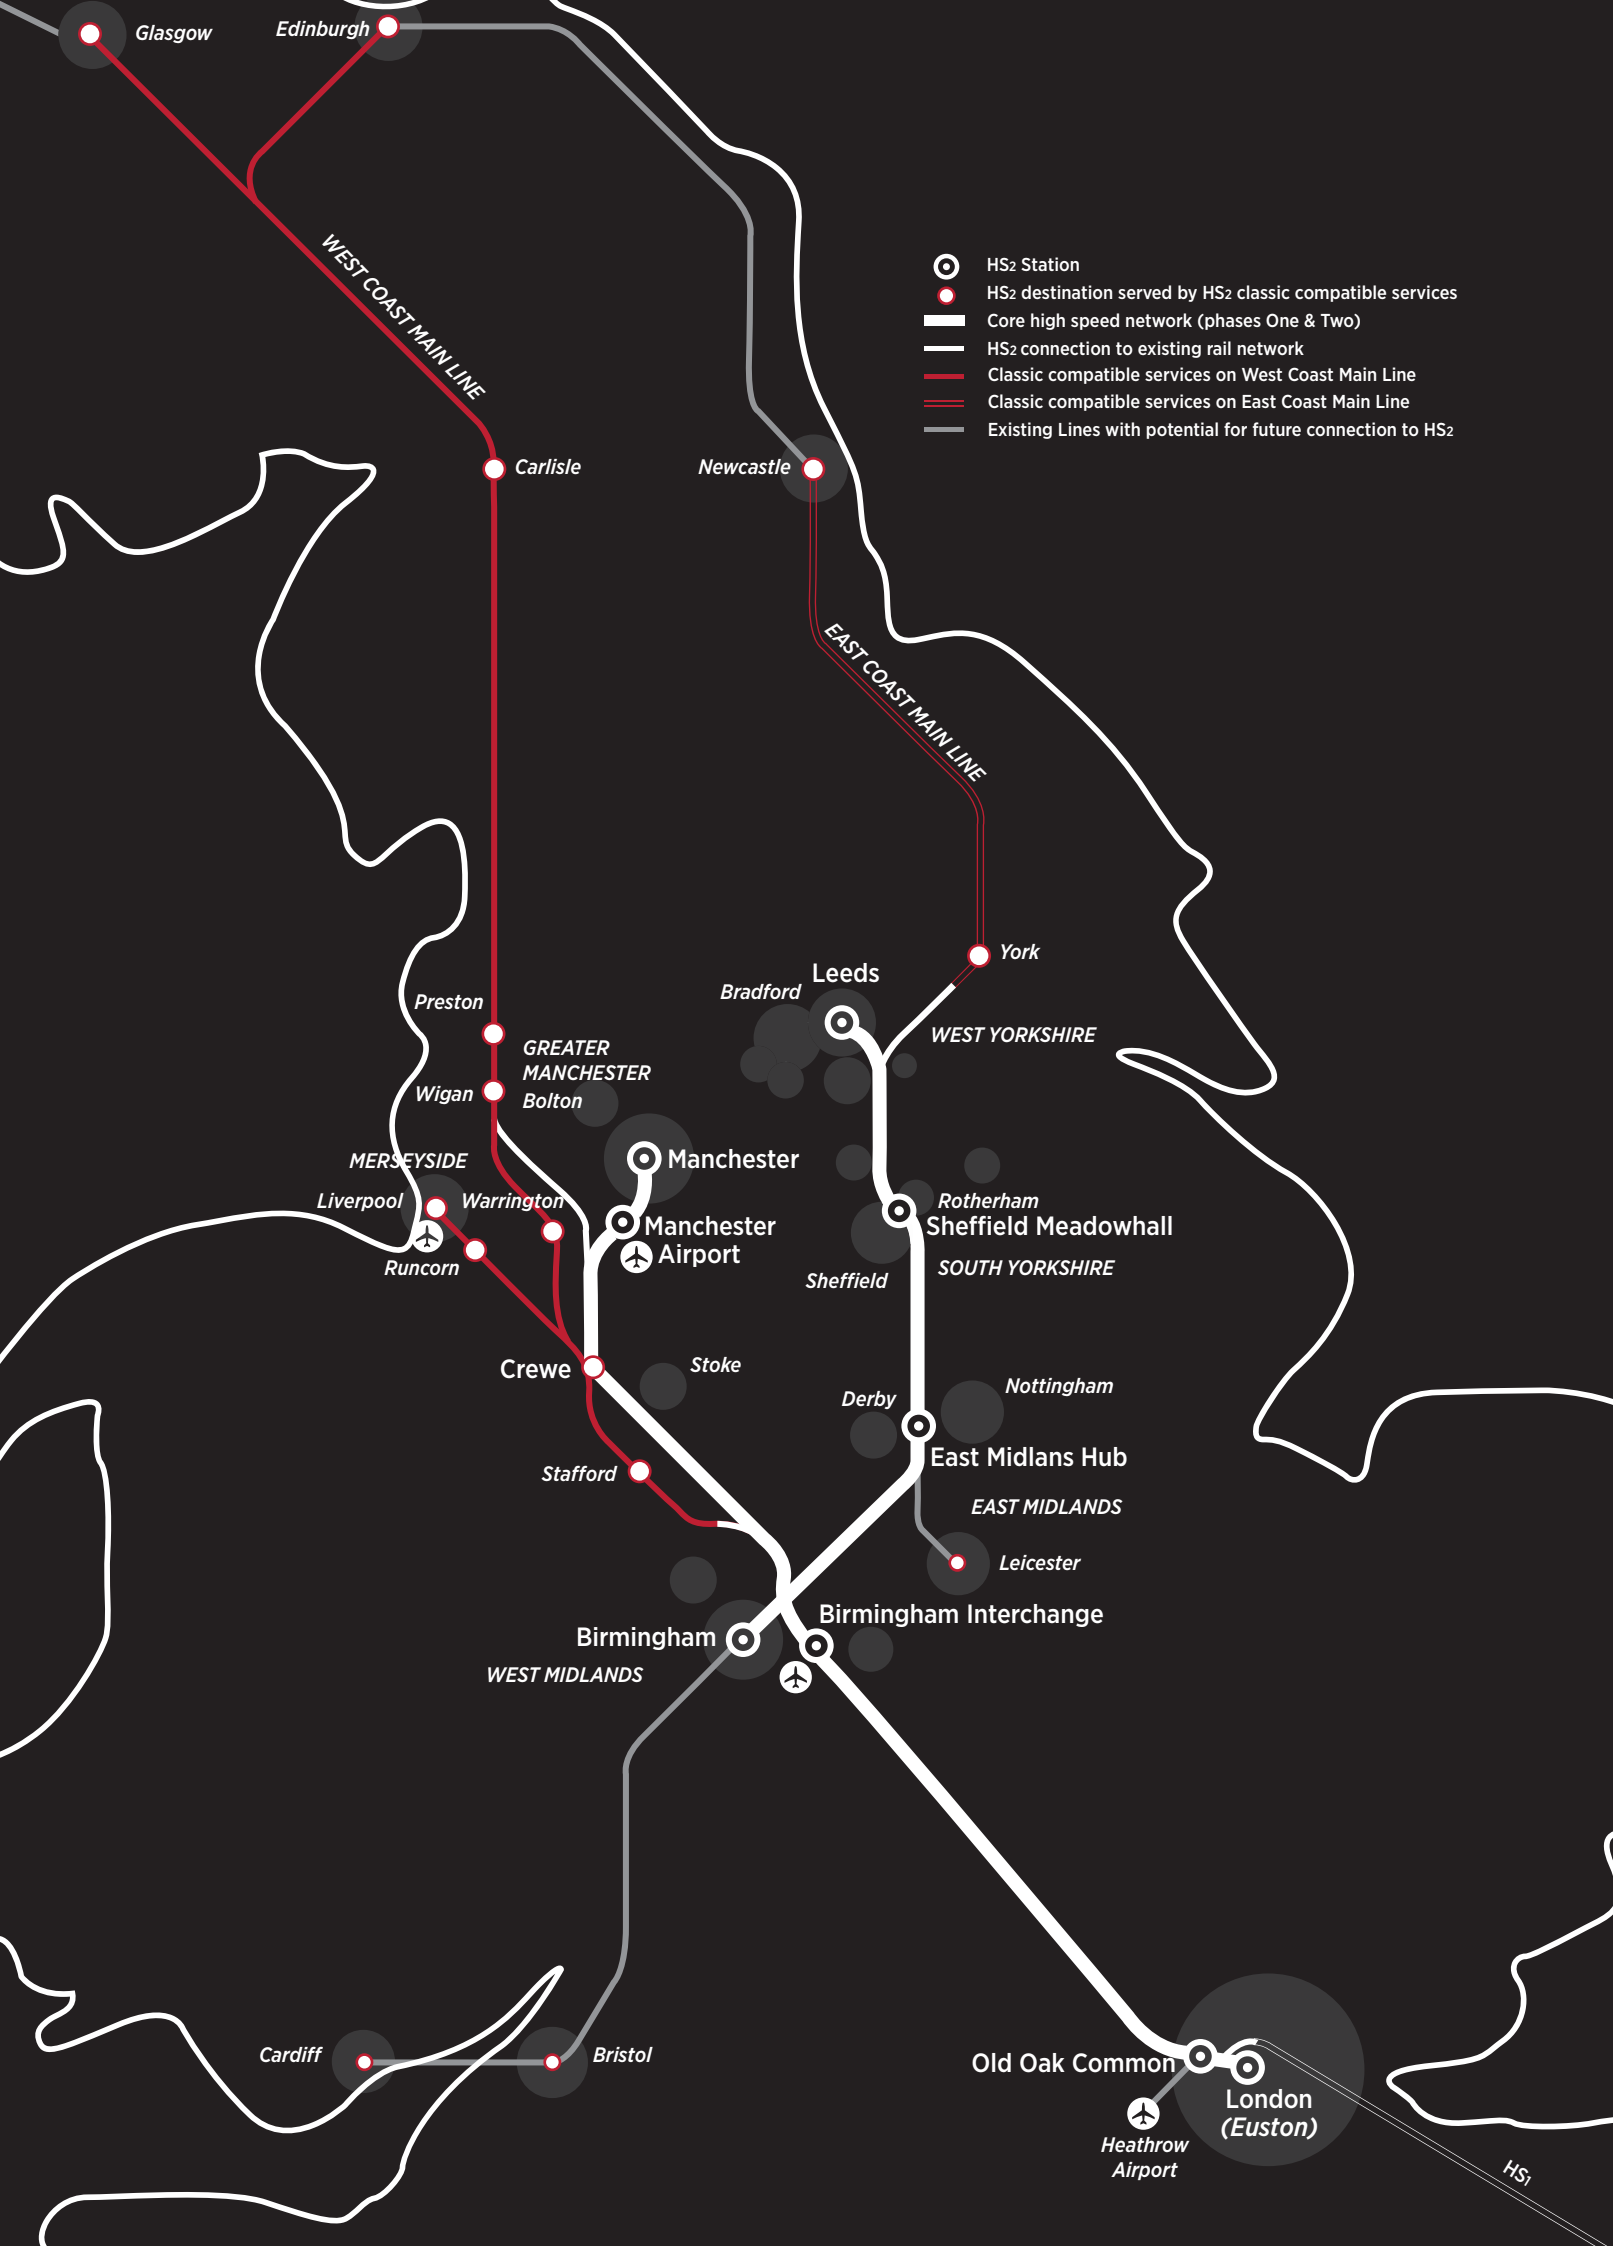 Glasgow
Edinburgh
WEST COAST MAIN LINE
HS2 Station
HS2 destination served by HS2 classic compatible services
Core high speed network (phases One & Two)
HS2 connection to existing rail network
Classic compatible services on West Coast Main Line
Classic compatible services on East Coast Main Line
Existing Lines with potential for future connection to HS2
Carlisle
Newcastle
EAST COAST MAIN LINE
York
Leeds
Bradford
Preston
WEST YORKSHIRE
GREATER
MANCHESTER
Wigan
Bolton
MERSEYSIDE
Manchester
Liverpool
Warrington
Rotherham
Manchester
Airport
Sheffield Meadowhall
Runcorn
Sheffield
SOUTH YORKSHIRE
Crewe
Stoke
Nottingham
Derby
East Midlans Hub
Stafford
EAST MIDLANDS
Leicester
Birmingham Interchange
Birmingham
WEST MIDLANDS
Cardiff
Bristol
Old Oak Common
London
(Euston)
Heathrow
Airport
HS1